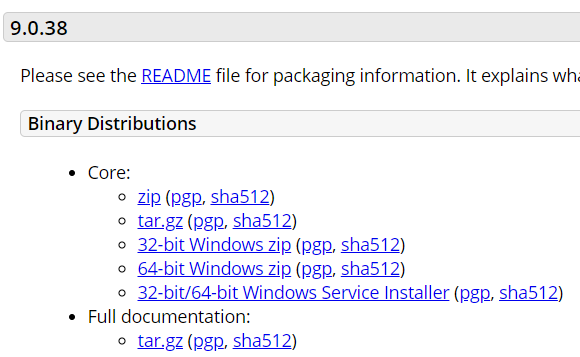 9.0.38
Please see the README file for packaging information. It explains
Binary Distributions
Core:
zip (pgp, sha512)
tar.gz (pgp, sha512)
32-bit Windows zip (pgp, sha512)
64-bit Windows zip (pgp, sha512)
32-bit/64-bit Windows Service Installer (pgp, sha512)
Full documentation:
tar.gz (pgp, sha512)